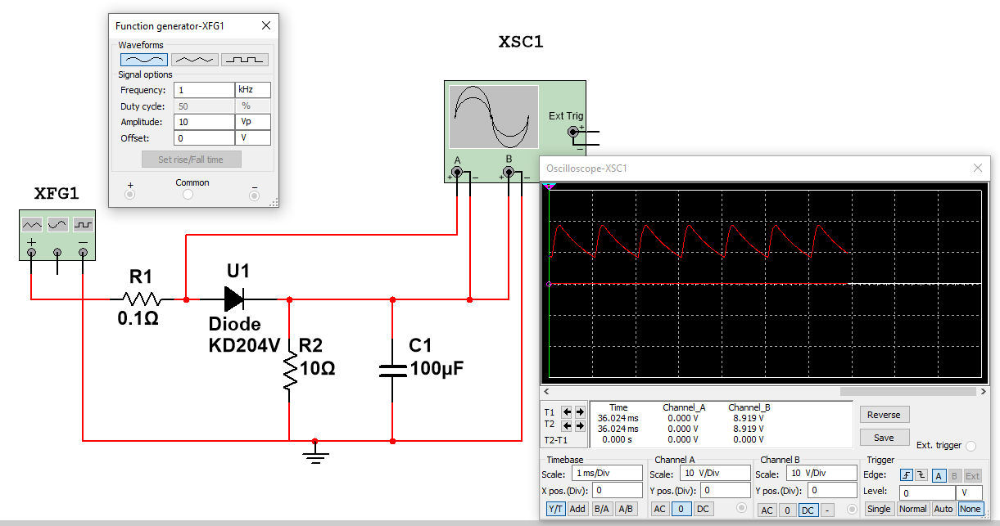 Function generator-XFG1
Waveforms
Signal options
Frequency: 1 kHz
Duty cycle: 50 %
Amplitude: 10 Vp
Offset: 0 V
Set rise/Fall time
+ Common −
XFG1
+ −
R1
0.1Ω
U1
Diode
KD204V
R2
10Ω
C1
100µF
XSC1
Ext Trig
+
−
A B
+ − + −
Oscilloscope-XSC1
Time Channel_A Channel_B
T1 36.024 ms 0.000 V 8.919 V
T2 36.024 ms 0.000 V 8.919 V
T2-T1 0.000 s 0.000 V 0.000 V
Reverse
Save
Ext. trigger
Timebase
Scale: 1 ms/Div
X pos.(Div): 0
Y/T Add B/A A/B
Channel A
Scale: 10 V/Div
Y pos.(Div): 0
AC 0 DC
Channel B
Scale: 10 V/Div
Y pos.(Div): 0
AC 0 DC -
Trigger
Edge: A B Ext
Level: 0 V
Single Normal Auto None